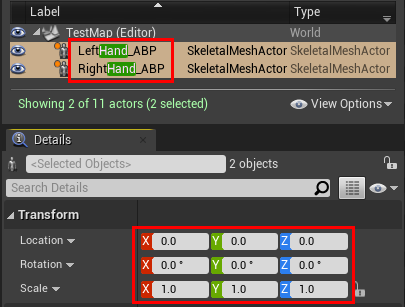 Label Type
TestMap (Editor) World
LeftHand_ABP SkeletalMeshActor SkeletalMeshActor
RightHand_ABP SkeletalMeshActor SkeletalMeshActor
Showing 2 of 11 actors (2 selected) View Options
Details
<Selected Objects> 2 objects
Search Details
Transform
Location X 0.0 Y 0.0 Z 0.0
Rotation X 0.0 ° Y 0.0 ° Z 0.0 °
Scale X 1.0 Y 1.0 Z 1.0